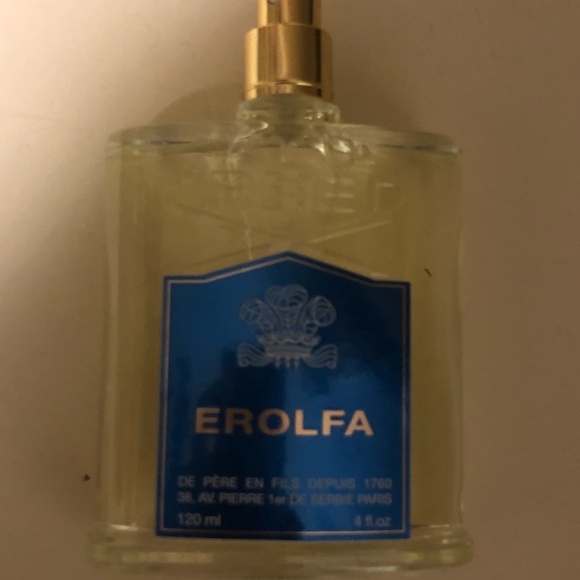 EROLFA
DE PÈRE EN FILS DEPUIS 1760
38, AV. PIERRE 1er DE SERBIE PARIS
120 ml 4 fl.oz